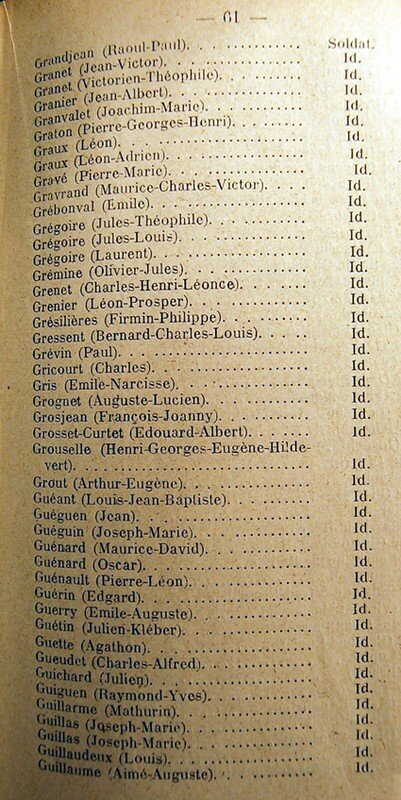 — 61 —
Grandjean (Raoul-Paul). . . . . . . . . . . . . . . . Soldat.
Granet (Jean-Victor). . . . . . . . . . . . . . . . Id.
Granet (Victorien-Théophile). . . . . . . . . . . . Id.
Granier (Jean-Albert). . . . . . . . . . . . . . . . Id.
Granvalet (Joachim-Marie). . . . . . . . . . . . . . Id.
Graton (Pierre-Georges-Henri). . . . . . . . . . . . Id.
Graux (Léon). . . . . . . . . . . . . . . . Id.
Graux (Léon-Adrien). . . . . . . . . . . . . . . . Id.
Gravé (Pierre-Marie). . . . . . . . . . . . . . . . Id.
Grayrand (Maurice-Charles-Victor). . . . Id.
Grébonval (Emile). . . . . . . . . . . . . . . . Id.
Grégoire (Jules-Théophile). . . . . . . . . . . . Id.
Grégoire (Jules-Louis). . . . . . . . . . . . . . Id.
Grégoire (Laurent). . . . . . . . . . . . . . . . Id.
Grémine (Olivier-Jules). . . . . . . . . . . . . . Id.
Grenet (Charles-Henri-Léonce). . . . . . . . Id.
Grenier (Léon-Prosper). . . . . . . . . . . . . . Id.
Grésilières (Firmin-Philippe). . . . . . . . . . Id.
Gressent (Bernard-Charles-Louis). . . . . . Id.
Grévin (Paul). . . . . . . . . . . . . . . . Id.
Gricourt (Charles). . . . . . . . . . . . . . . . Id.
Gris (Emile-Narcisse). . . . . . . . . . . . . . Id.
Grognet (Auguste-Lucien). . . . . . . . . . . . Id.
Grosjean (François-Joanny). . . . . . . . . . Id.
Grosset-Curtet (Edouard-Albert). . . . . . Id.
Grouselle (Henri-Georges-Eugène-Hilde-
vert). . . . . . . . . . . . . . . . Id.
Grout (Arthur-Eugène). . . . . . . . . . . . . . Id.
Guéant (Louis-Jean-Baptiste). . . . . . . . . . Id.
Guéguen (Jean). . . . . . . . . . . . . . . . Id.
Guéguin (Joseph-Marie). . . . . . . . . . . . . . Id.
Guénard (Maurice-David). . . . . . . . . . . . Id.
Guénard (Oscar). . . . . . . . . . . . . . . . Id.
Guénault (Pierre-Léon). . . . . . . . . . . . . . Id.
Guérin (Edgard). . . . . . . . . . . . . . . . Id.
Guerry (Emile-Auguste). . . . . . . . . . . . . . Id.
Guétin (Julien-Kléber). . . . . . . . . . . . . . Id.
Guette (Agathon). . . . . . . . . . . . . . . . Id.
Gueudet (Charles-Alfred). . . . . . . . . . . . Id.
Guichard (Julien). . . . . . . . . . . . . . . . Id.
Guiguen (Raymond-Yves). . . . . . . . . . . . Id.
Guillarme (Mathurin). . . . . . . . . . . . . . Id.
Guillas (Joseph-Marie). . . . . . . . . . . . . . Id.
Guillas (Joseph-Marie). . . . . . . . . . . . . . Id.
Guillaudeux (Louis). . . . . . . . . . . . . . . . Id.
Guillaume (Aimé-Auguste). . . . . . . . . . . . Id.